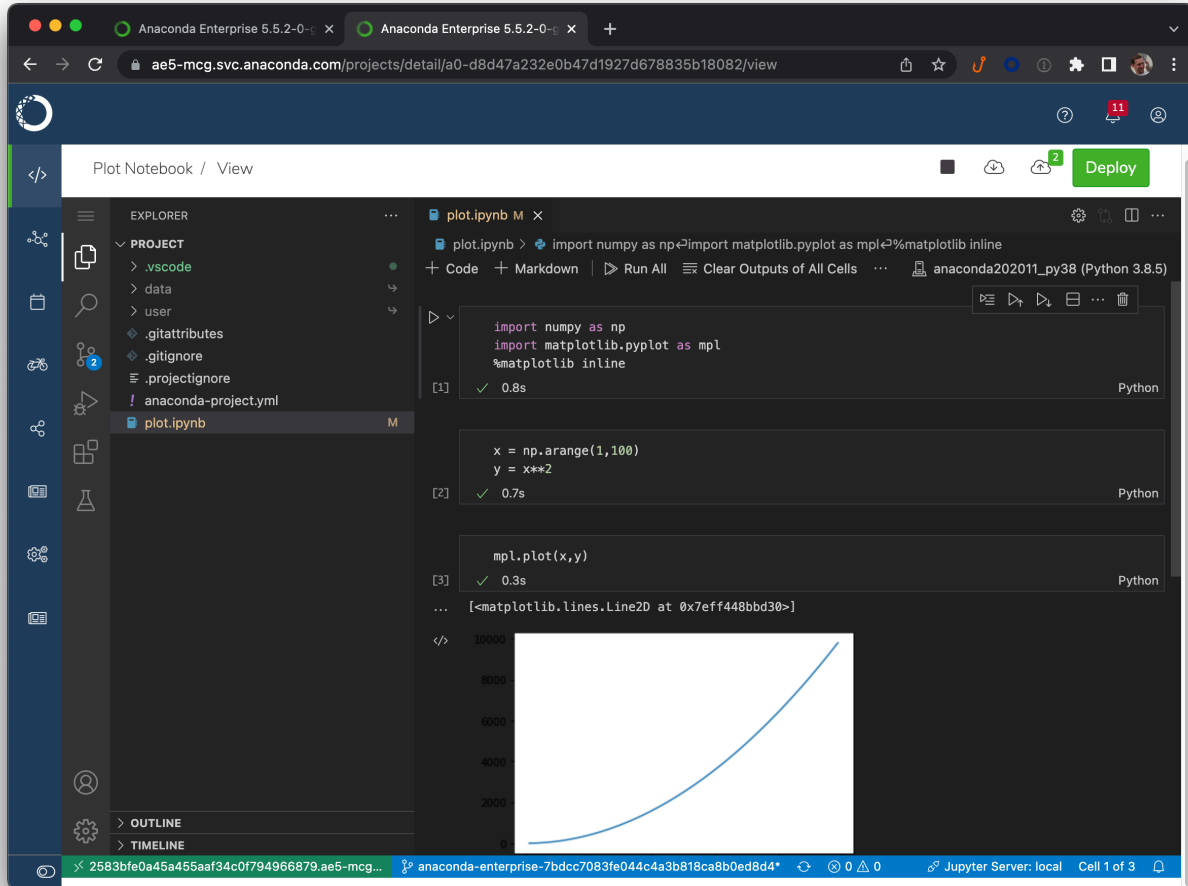 Anaconda Enterprise 5.5.2-0-g
Anaconda Enterprise 5.5.2-0-g
ae5-mcg.svc.anaconda.com/projects/detail/a0-d8d47a232e0b47d1927d678835b18082/view
11
Plot Notebook / View
2
Deploy
EXPLORER
PROJECT
.vscode
data
user
.gitattributes
.gitignore
.projectignore
! anaconda-project.yml
plot.ipynb M
2
OUTLINE
TIMELINE
plot.ipynb M
plot.ipynb > import numpy as np↵import matplotlib.pyplot as mpl↵%matplotlib inline
+ Code + Markdown Run All Clear Outputs of All Cells ... anaconda202011_py38 (Python 3.8.5)
import numpy as np
import matplotlib.pyplot as mpl
%matplotlib inline
[1] ✓ 0.8s Python
x = np.arange(1,100)
y = x**2
[2] ✓ 0.7s Python
mpl.plot(x,y)
[3] ✓ 0.3s Python
... [<matplotlib.lines.Line2D at 0x7eff448bbd30>]
</>
10000
8000
6000
4000
2000
0
2583bfe0a45a455aaf34c0f794966879.ae5-mcg... anaconda-enterprise-7bdcc7083fe044c4a3b818ca8b0ed8d4* 0 0 Jupyter Server: local Cell 1 of 3